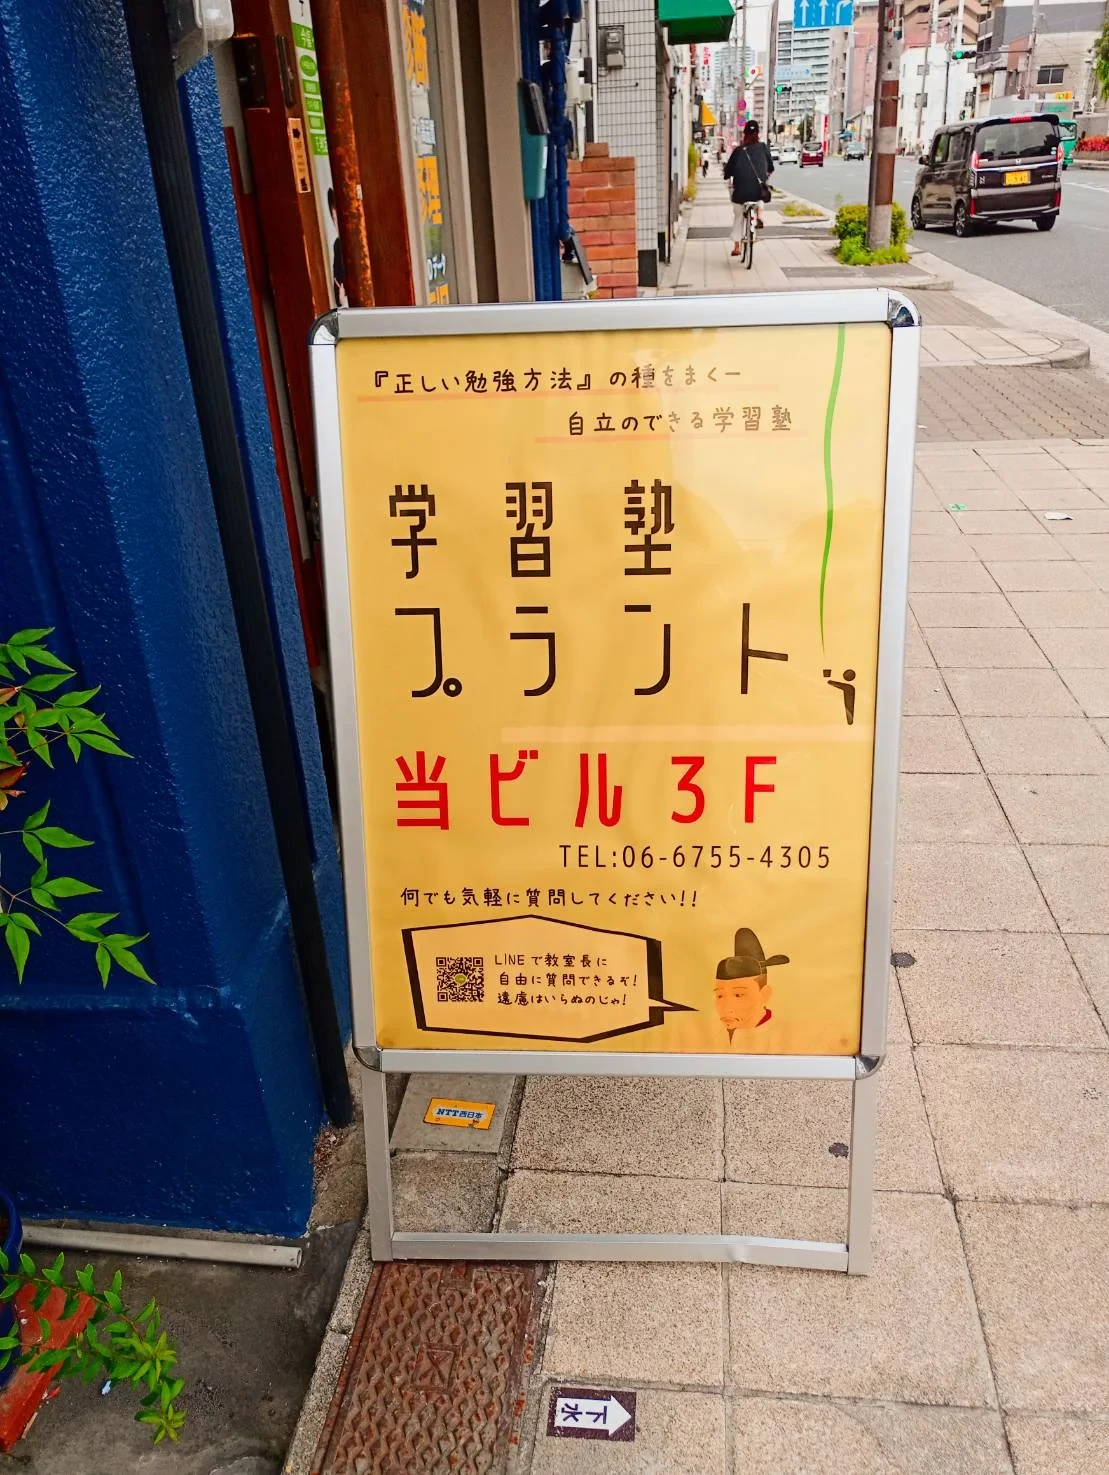 『正しい勉強方法』の種をまくー
自立のできる学習塾
学習塾
プラント
当ビル3F
TEL:06-6755-4305
何でも気軽に質問してください!!
LINEで教室長に
自由に質問できるぞ!
遠慮はいらぬのじゃ!
NTT西日本
下水